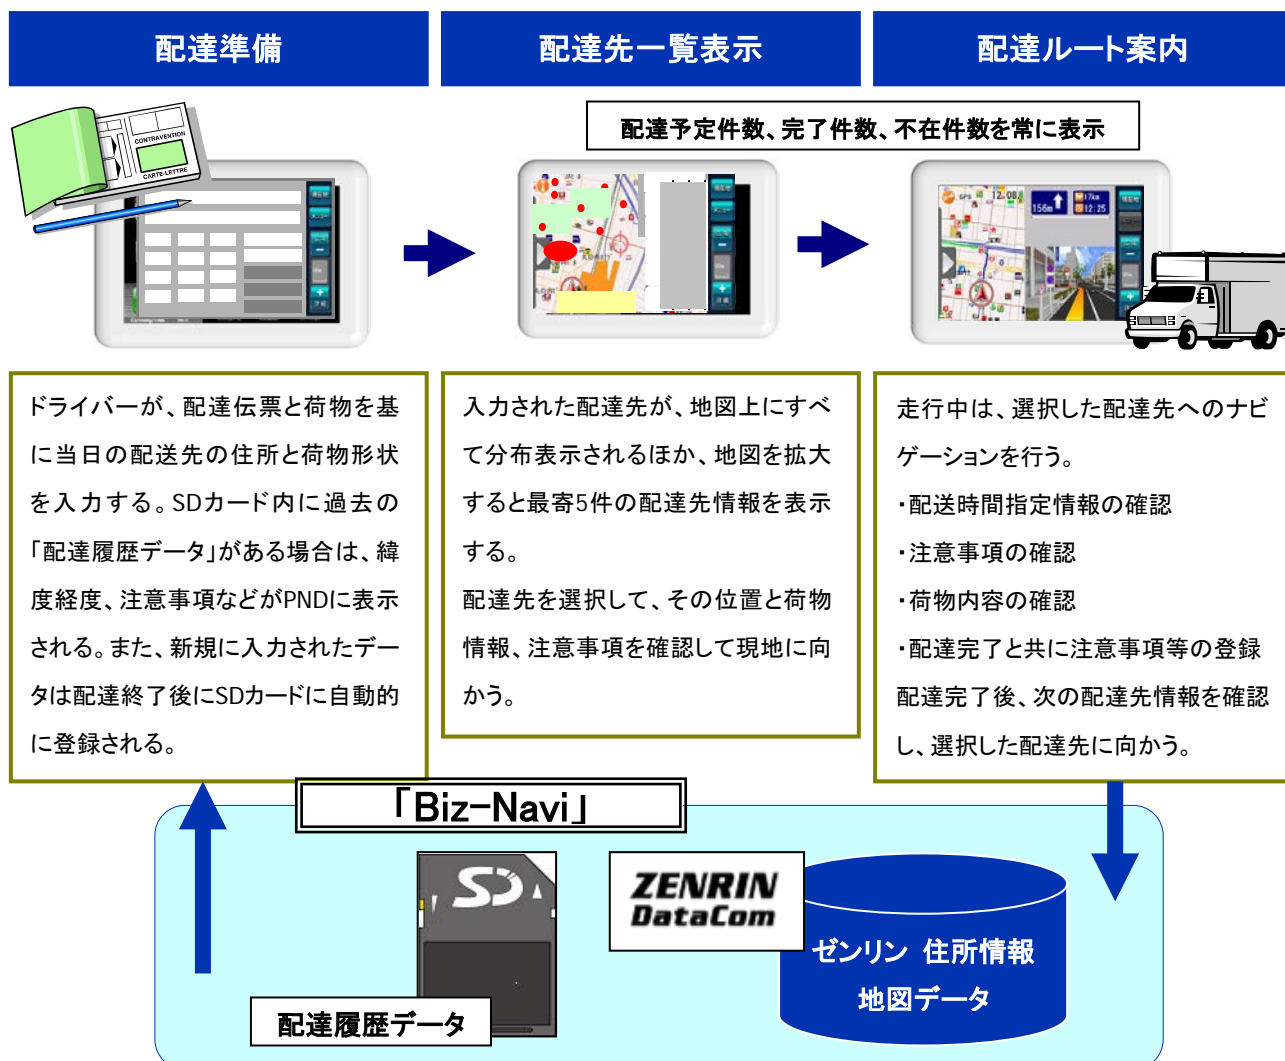 配達準備
配達先一覧表示
配達ルート案内
配達予定件数、完了件数、不在件数を常に表示
CONTRAVENTION
CARTE-LETTRE
現在地
メニュー
詳細
GPS 12:08
156m
17km
12:25
ドライバーが、配達伝票と荷物を基
に当日の配送先の住所と荷物形状
を入力する。SDカード内に過去の
「配達履歴データ」がある場合は、緯
度経度、注意事項などがPNDに表示
される。また、新規に入力されたデー
タは配達終了後にSDカードに自動的
に登録される。
入力された配達先が、地図上にすべ
て分布表示されるほか、地図を拡大
すると最寄5件の配達先情報を表示
する。
配達先を選択して、その位置と荷物
情報、注意事項を確認して現地に向
かう。
走行中は、選択した配達先へのナビ
ゲーションを行う。
・配送時間指定情報の確認
・注意事項の確認
・荷物内容の確認
・配達完了と共に注意事項等の登録
配達完了後、次の配達先情報を確認
し、選択した配達先に向かう。
「Biz-Navi」
SD
ZENRIN
DataCom
ゼンリン 住所情報
地図データ
配達履歴データ